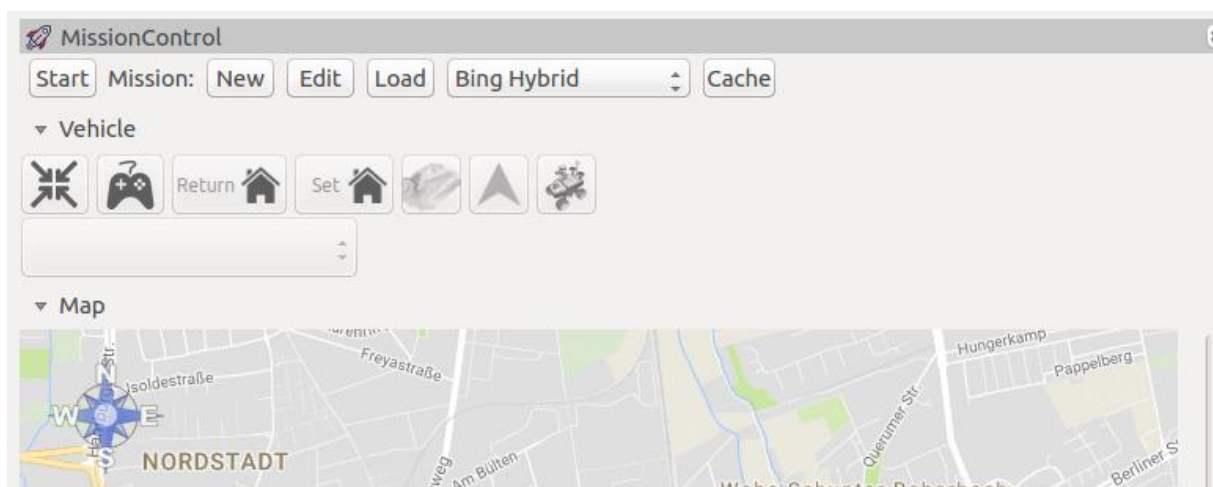 MissionControl
Start Mission: New Edit Load Bing Hybrid Cache
Vehicle
Return Set
Map
Hungerkamp
Freyastraße
Pappelberg
Isoldestraße
N
W E
S
Querumer Str.
NORDSTADT
Am Bülten
Berliner S